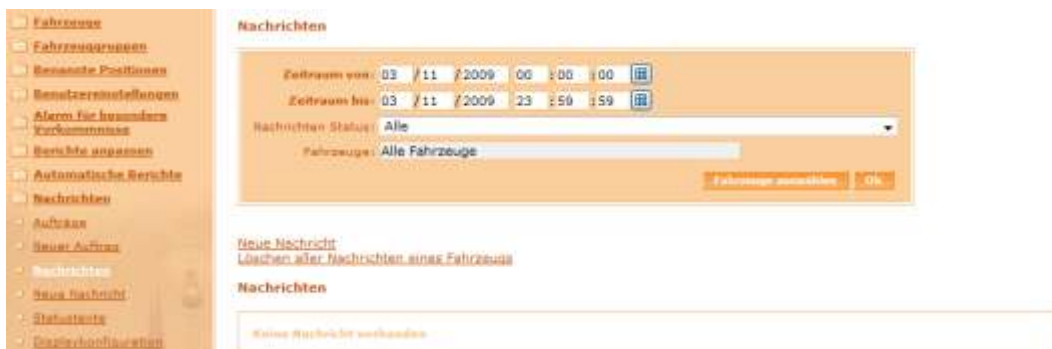 Fahrzeuge
Fahrzeuggruppen
Benannte Positionen
Benutzereinstellungen
Alarm für besondere
Vorkommnisse
Berichte anpassen
Automatische Berichte
Nachrichten
Aufträge
Neuer Auftrag
Nachrichten
Neue Nachricht
Statustexte
Displaykonfiguration
Nachrichten
Zeitraum von: 03 /11 /2009 00 :00 :00
Zeitraum bis: 03 /11 /2009 23 :59 :59
Nachrichten Status: Alle
Fahrzeuge: Alle Fahrzeuge
Fahrzeuge auswählen Ok
Neue Nachricht
Löschen aller Nachrichten eines Fahrzeugs
Nachrichten
Keine Nachricht vorhanden